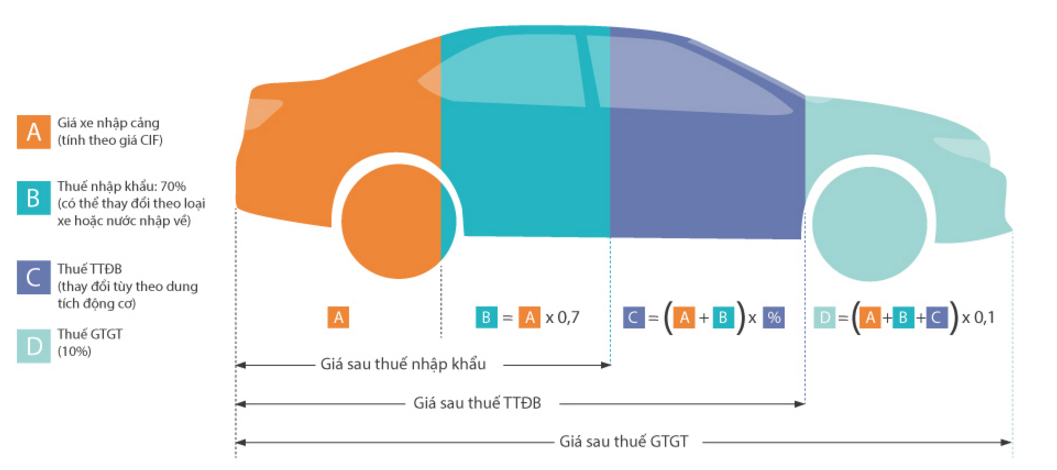 A
Giá xe nhập cảng
(tính theo giá CIF)
B
Thuế nhập khẩu: 70%
(có thể thay đổi theo loại
xe hoặc nước nhập về)
C
Thuế TTĐB
(thay đổi tùy theo dung
tích động cơ)
D
Thuế GTGT
(10%)
A
B = A x 0,7
C = (A + B) x %
D = (A + B + C) x 0,1
Giá sau thuế nhập khẩu
Giá sau thuế TTĐB
Giá sau thuế GTGT